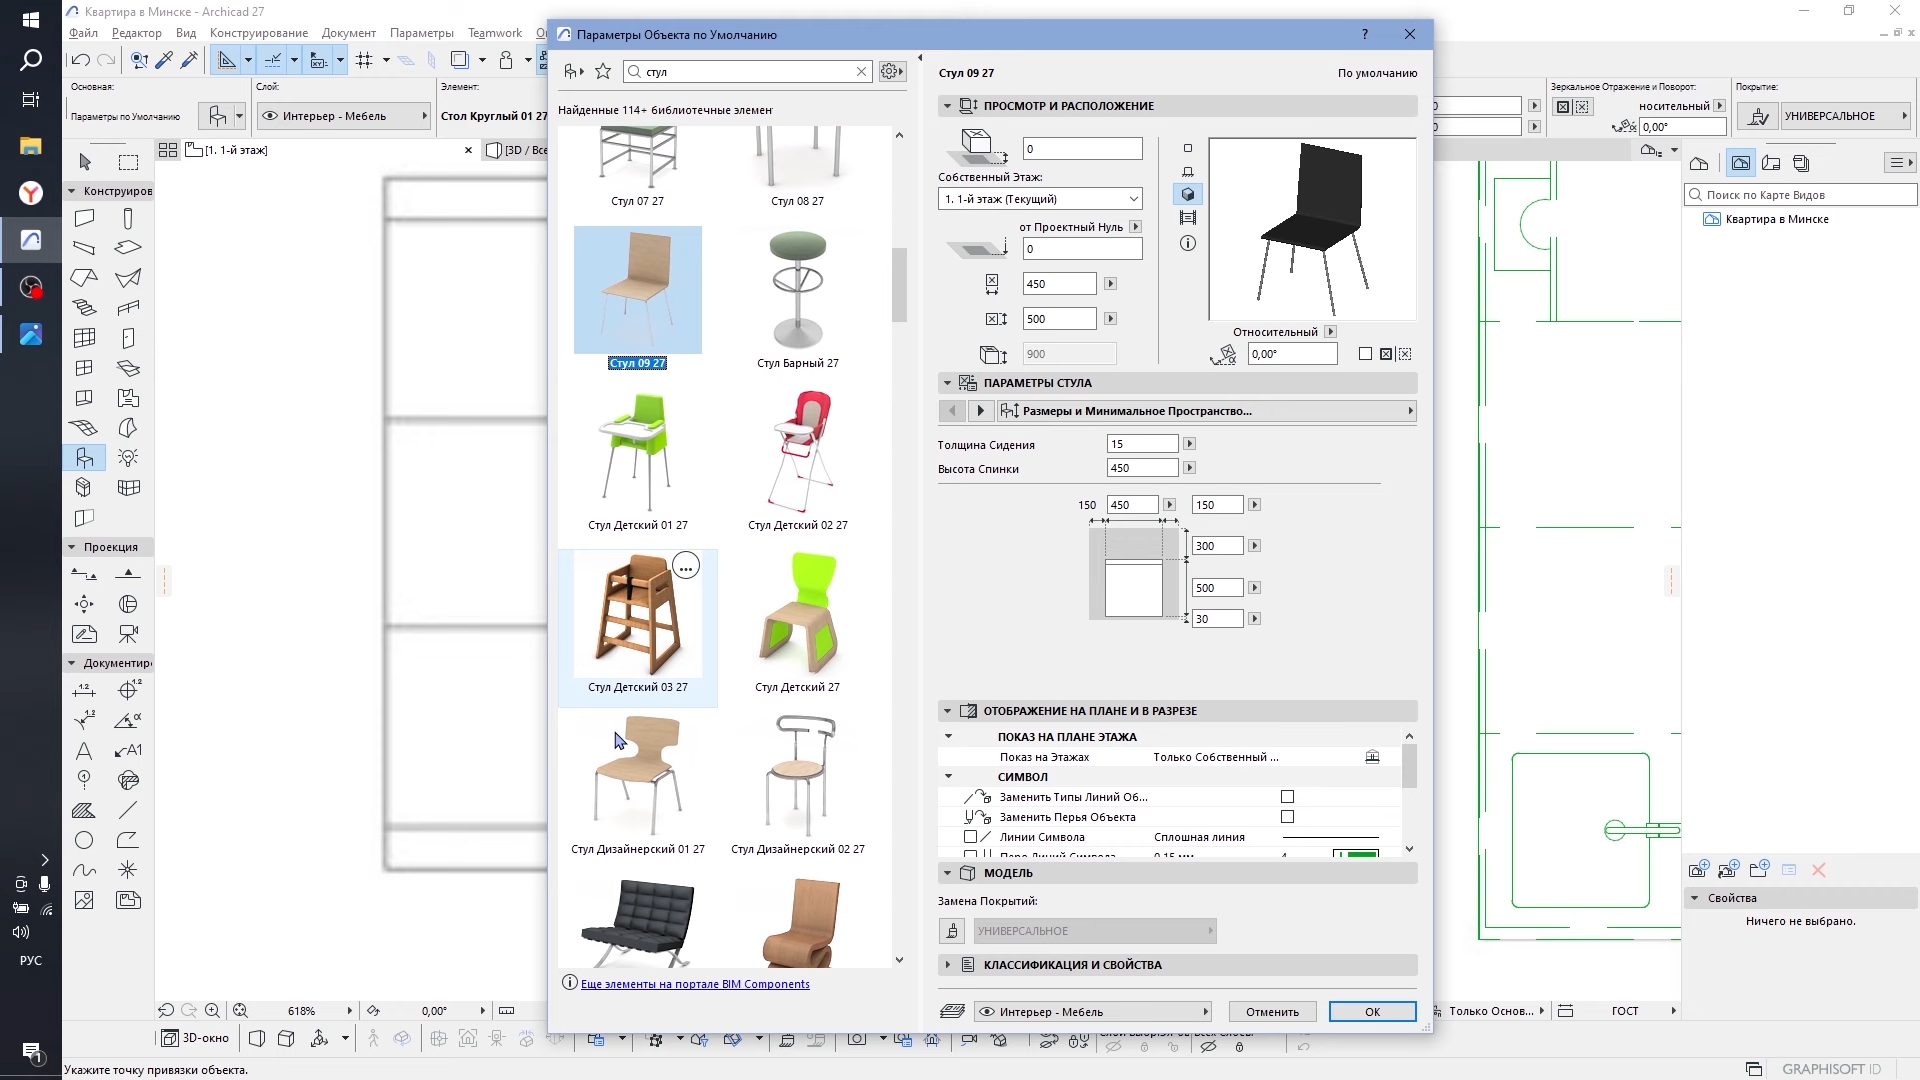 Квартира в Минске - Archicad 27
Файл Редактор Вид Конструирование Документ Параметры Teamwork
Основная:
Параметры по Умолчанию
Слой:
Интерьер - Мебель
Элемент:
Стол Круглый 01 27
[1. 1-й этаж]
[3D / Все
Конструиров
Проекция
Документиро
618%
0,00°
3D-окно
Укажите точку привязки объекта.
РУС
1
Параметры Объекта по Умолчанию
?
стул
Найденные 114+ библиотечные элемент
Стул 07 27
Стул 08 27
Стул 09 27
Стул Барный 27
Стул Детский 01 27
Стул Детский 02 27
Стул Детский 03 27
Стул Детский 27
Стул Дизайнерский 01 27
Стул Дизайнерский 02 27
Еще элементы на портале BIM Components
Стул 09 27
По умолчанию
ПРОСМОТР И РАСПОЛОЖЕНИЕ
0
Собственный Этаж:
1. 1-й этаж (Текущий)
от Проектный Нуль
0
450
500
900
Относительный
0,00°
ПАРАМЕТРЫ СТУЛА
Размеры и Минимальное Пространство...
Толщина Сидения
15
Высота Спинки
450
150
450
150
300
500
30
ОТОБРАЖЕНИЕ НА ПЛАНЕ И В РАЗРЕЗЕ
ПОКАЗ НА ПЛАНЕ ЭТАЖА
Показ на Этажах
Только Собственный ...
СИМВОЛ
Заменить Типы Линий Об...
Заменить Перья Объекта
Линии Символа
Сплошная линия
МОДЕЛЬ
Замена Покрытий:
УНИВЕРСАЛЬНОЕ
КЛАССИФИКАЦИЯ И СВОЙСТВА
Интерьер - Мебель
Отменить
ОК
Зеркальное Отражение и Поворот:
носительный
0,00°
Покрытие:
УНИВЕРСАЛЬНОЕ
Поиск по Карте Видов
Квартира в Минске
Свойства
Ничего не выбрано.
Только Основ...
ГОСТ
GRAPHISOFT ID